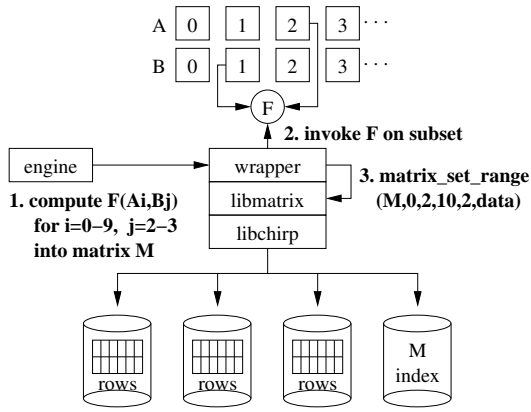 A 0 1 2 3 ···
B 0 1 2 3 ···
F
2. invoke F on subset
engine
wrapper
libmatrix
libchirp
3. matrix_set_range
(M,0,2,10,2,data)
1. compute F(Ai,Bj)
for i=0−9, j=2−3
into matrix M
rows
rows
rows
M
index